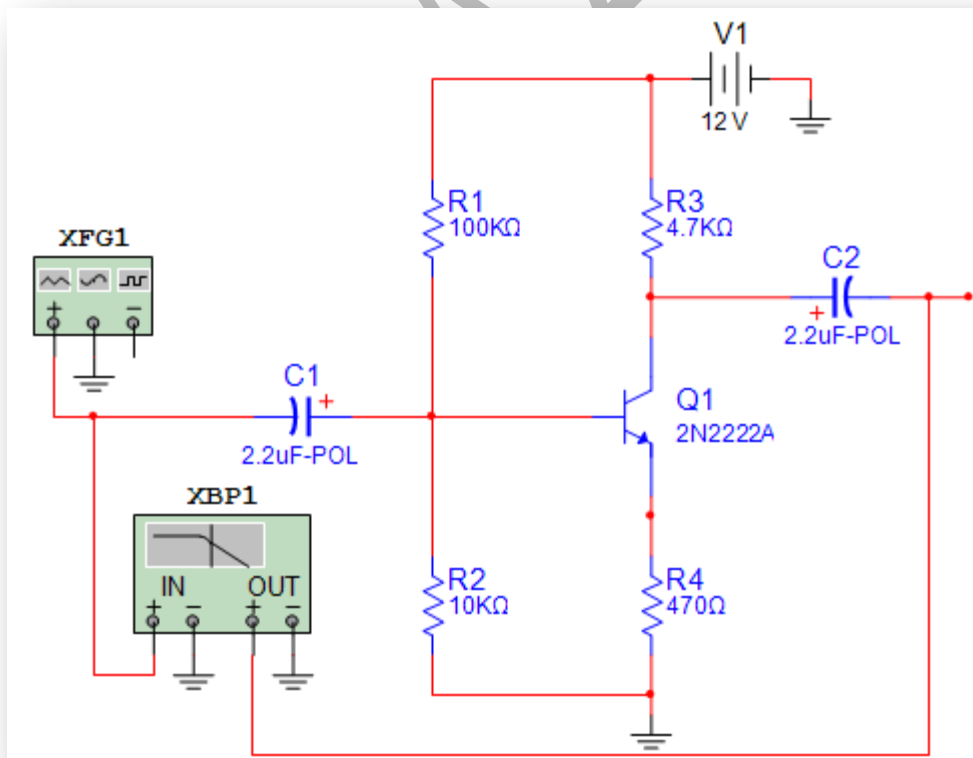 V1
12 V
R1
100KΩ
R3
4.7KΩ
XFG1
+
−
C2
+
2.2uF-POL
C1
+
2.2uF-POL
Q1
2N2222A
XBP1
IN OUT
+ − + −
R2
10KΩ
R4
470Ω